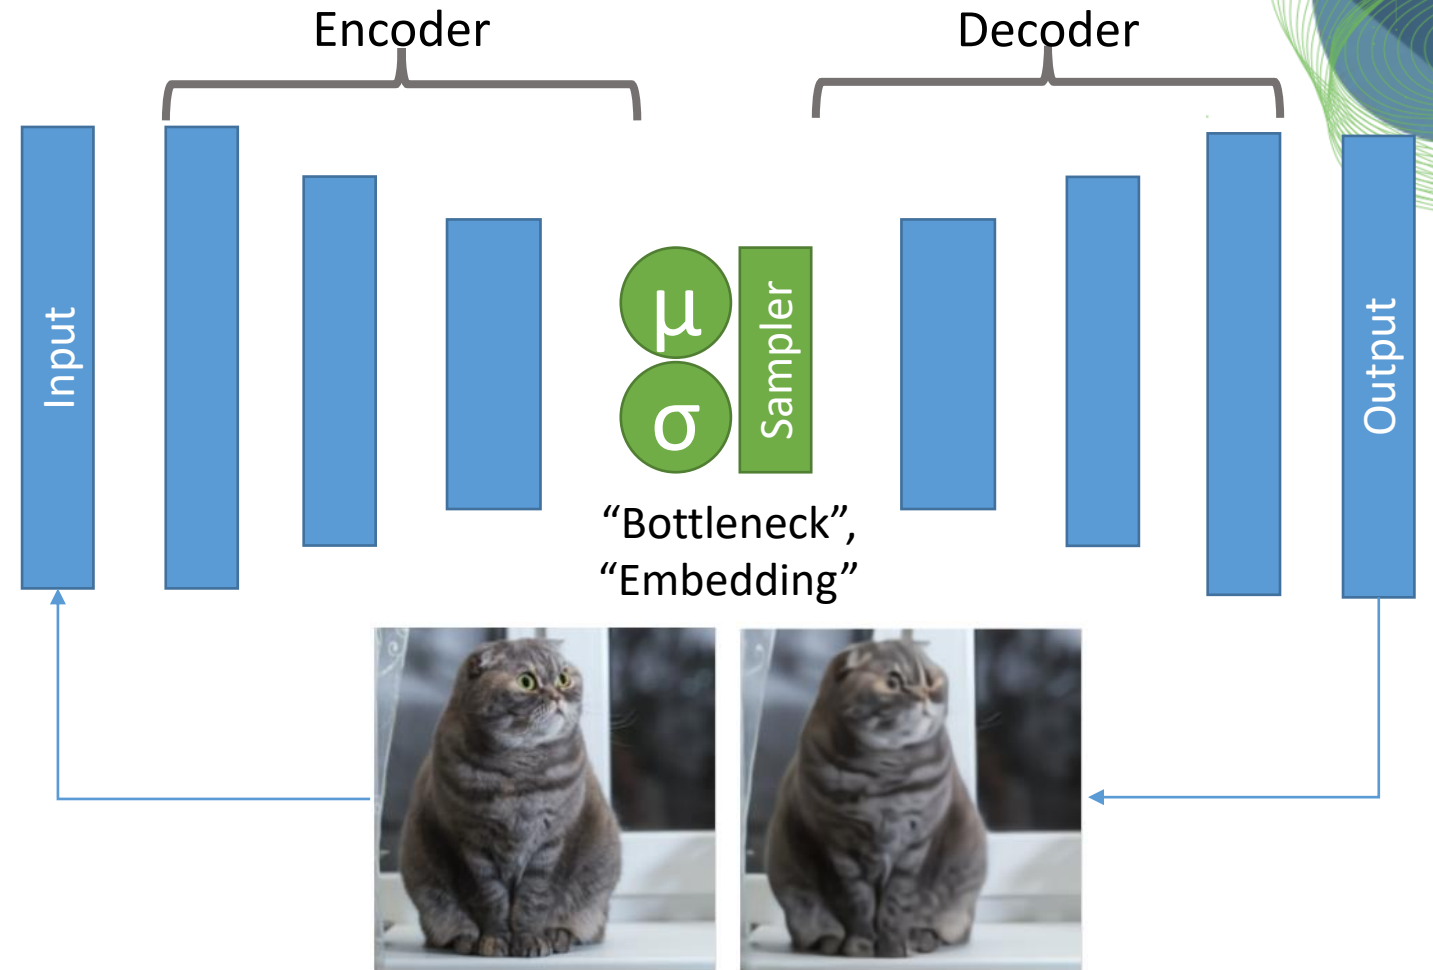 Encoder
Decoder
Input
μ
σ
Sampler
Output
“Bottleneck”,
“Embedding”